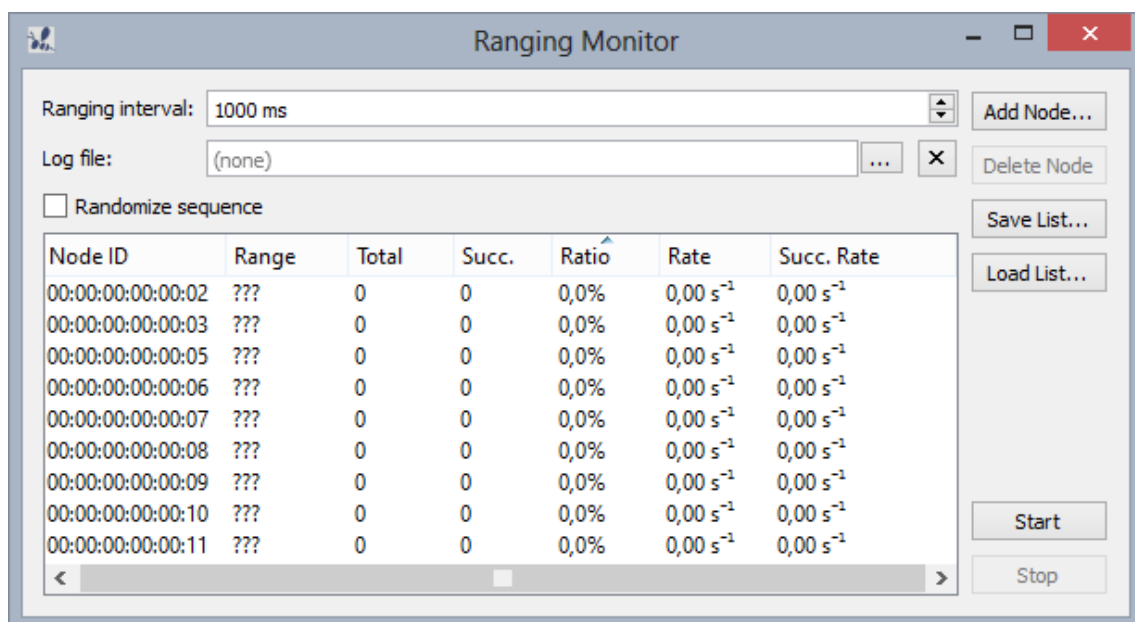 Ranging Monitor
Ranging interval: 1000 ms Add Node...
Log file: (none) ... Delete Node
Randomize sequence
Save List...
Node ID Range Total Succ. Ratio Rate Succ. Rate
Load List...
00:00:00:00:00:02 ??? 0 0 0,0% 0,00 s⁻¹ 0,00 s⁻¹
00:00:00:00:00:03 ??? 0 0 0,0% 0,00 s⁻¹ 0,00 s⁻¹
00:00:00:00:00:05 ??? 0 0 0,0% 0,00 s⁻¹ 0,00 s⁻¹
00:00:00:00:00:06 ??? 0 0 0,0% 0,00 s⁻¹ 0,00 s⁻¹
00:00:00:00:00:07 ??? 0 0 0,0% 0,00 s⁻¹ 0,00 s⁻¹
00:00:00:00:00:08 ??? 0 0 0,0% 0,00 s⁻¹ 0,00 s⁻¹
00:00:00:00:00:09 ??? 0 0 0,0% 0,00 s⁻¹ 0,00 s⁻¹
00:00:00:00:00:10 ??? 0 0 0,0% 0,00 s⁻¹ 0,00 s⁻¹
00:00:00:00:00:11 ??? 0 0 0,0% 0,00 s⁻¹ 0,00 s⁻¹
Start
Stop